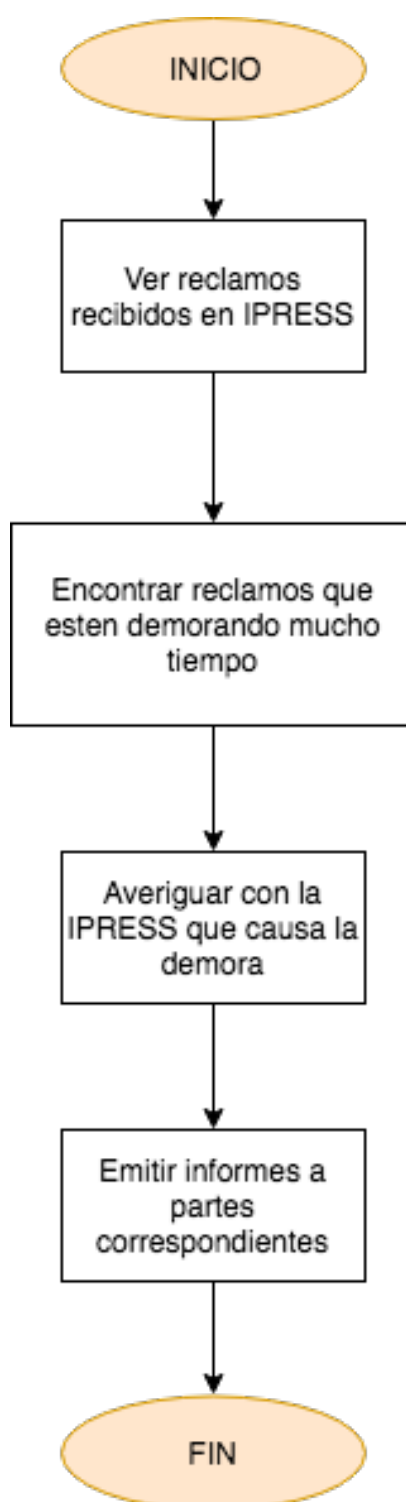 INICIO
Ver reclamos
recibidos en IPRESS
Encontrar reclamos que
esten demorando mucho
tiempo
Averiguar con la
IPRESS que causa la
demora
Emitir informes a
partes
correspondientes
FIN